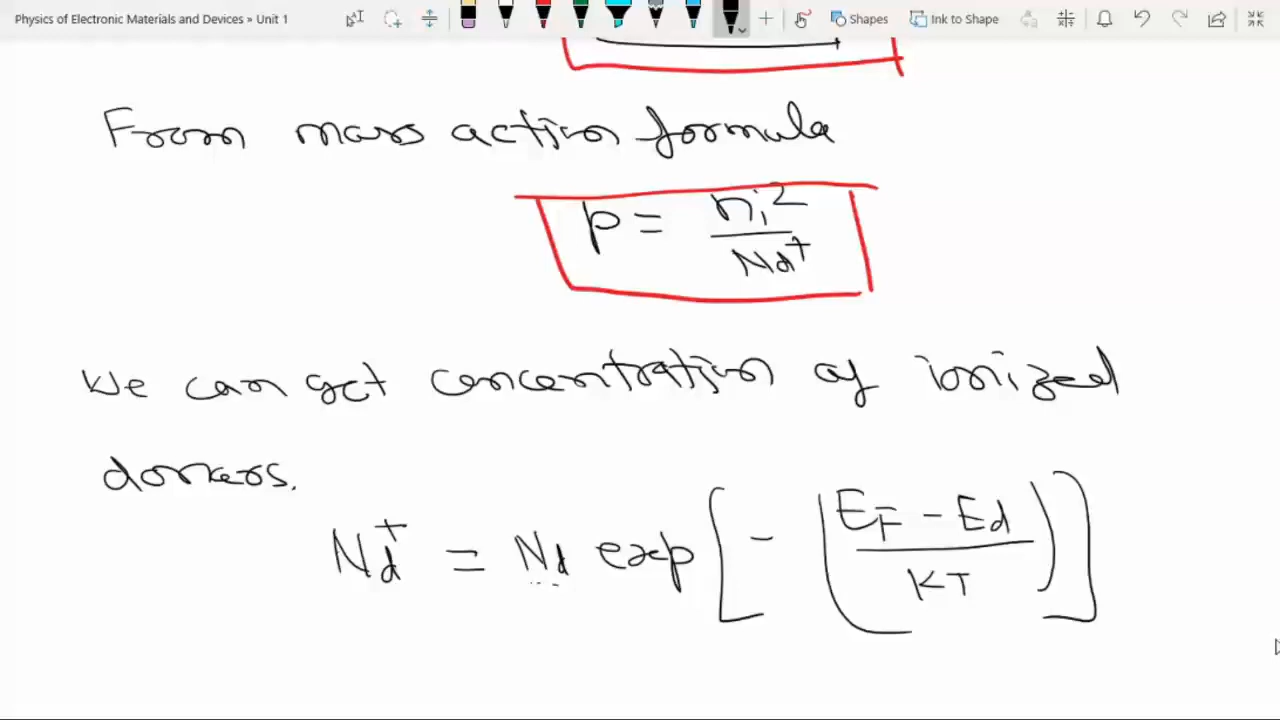 Physics of Electronic Materials and Devices » Unit 1
Shapes
Ink to Shape
From mass action formula
p = ni² / Nd⁺
We can get concentration of ionized
donors.
Nd⁺ = Nd exp [ - ( EF - Ed / KT ) ]